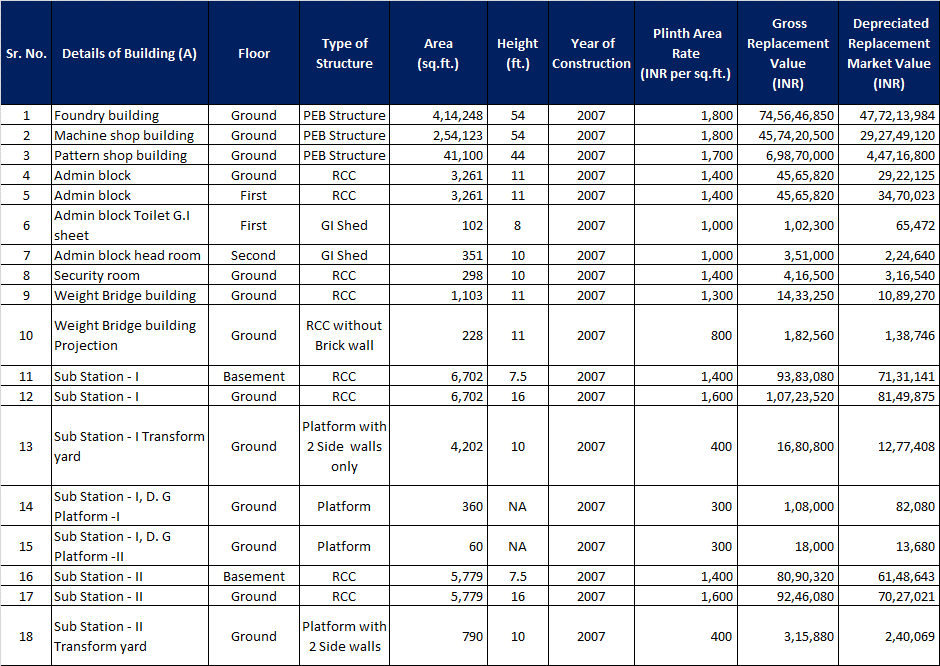 Sr. No. Details of Building (A) Floor Type of Structure Area (sq.ft.) Height (ft.) Year of Construction Plinth Area Rate (INR per sq.ft.) Gross Replacement Value (INR) Depreciated Replacement Market Value (INR)
1 Foundry building Ground PEB Structure 4,14,248 54 2007 1,800 74,56,46,850 47,72,13,984
2 Machine shop building Ground PEB Structure 2,54,123 54 2007 1,800 45,74,20,500 29,27,49,120
3 Pattern shop building Ground PEB Structure 41,100 44 2007 1,700 6,98,70,000 4,47,16,800
4 Admin block Ground RCC 3,261 11 2007 1,400 45,65,820 29,22,125
5 Admin block First RCC 3,261 11 2007 1,400 45,65,820 34,70,023
6 Admin block Toilet G.I sheet First GI Shed 102 8 2007 1,000 1,02,300 65,472
7 Admin block head room Second GI Shed 351 10 2007 1,000 3,51,000 2,24,640
8 Security room Ground RCC 298 10 2007 1,400 4,16,500 3,16,540
9 Weight Bridge building Ground RCC 1,103 11 2007 1,300 14,33,250 10,89,270
10 Weight Bridge building Projection Ground RCC without Brick wall 228 11 2007 800 1,82,560 1,38,746
11 Sub Station - I Basement RCC 6,702 7.5 2007 1,400 93,83,080 71,31,141
12 Sub Station - I Ground RCC 6,702 16 2007 1,600 1,07,23,520 81,49,875
13 Sub Station - I Transform yard Ground Platform with 2 Side walls only 4,202 10 2007 400 16,80,800 12,77,408
14 Sub Station - I, D. G Platform -I Ground Platform 360 NA 2007 300 1,08,000 82,080
15 Sub Station - I, D. G Platform -II Ground Platform 60 NA 2007 300 18,000 13,680
16 Sub Station - II Basement RCC 5,779 7.5 2007 1,400 80,90,320 61,48,643
17 Sub Station - II Ground RCC 5,779 16 2007 1,600 92,46,080 70,27,021
18 Sub Station - II Transform yard Ground Platform with 2 Side walls 790 10 2007 400 3,15,880 2,40,069